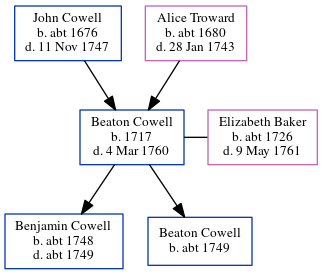 John Cowell
b. abt 1676
d. 11 Nov 1747
Alice Troward
b. abt 1680
d. 28 Jan 1743
Beaton Cowell
b. 1717
d. 4 Mar 1760
Elizabeth Baker
b. abt 1726
d. 9 May 1761
Benjamin Cowell
b. abt 1748
d. abt 1749
Beaton Cowell
b. abt 1749